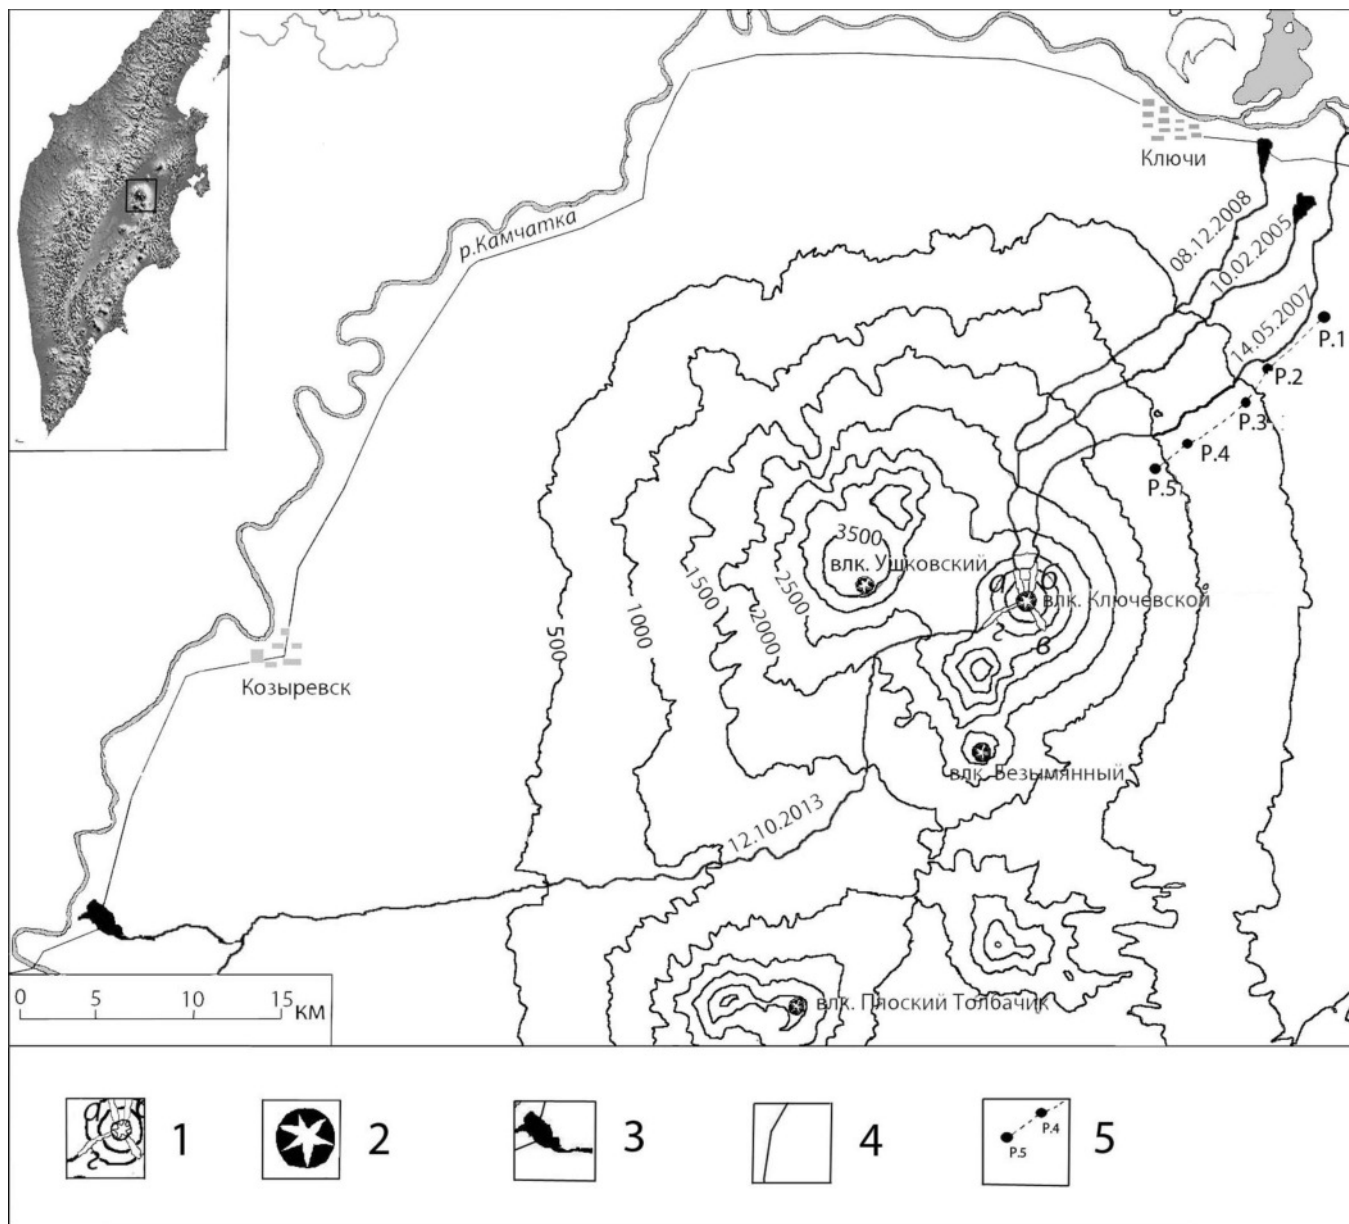 Ключи
р.Камчатка
08.12.2008
10.02.2005
14.05.2007
P.1
P.2
P.3
P.4
P.5
3500
влк. Ушковский
2500
2000
1500
1000
500
а
б
в
г
влк. Ключевской
Козыревск
влк. Безымянный
12.10.2013
влк. Плоский Толбачик
0 5 10 15
км
а
г
1
2
3
P.4
P.5
4
5